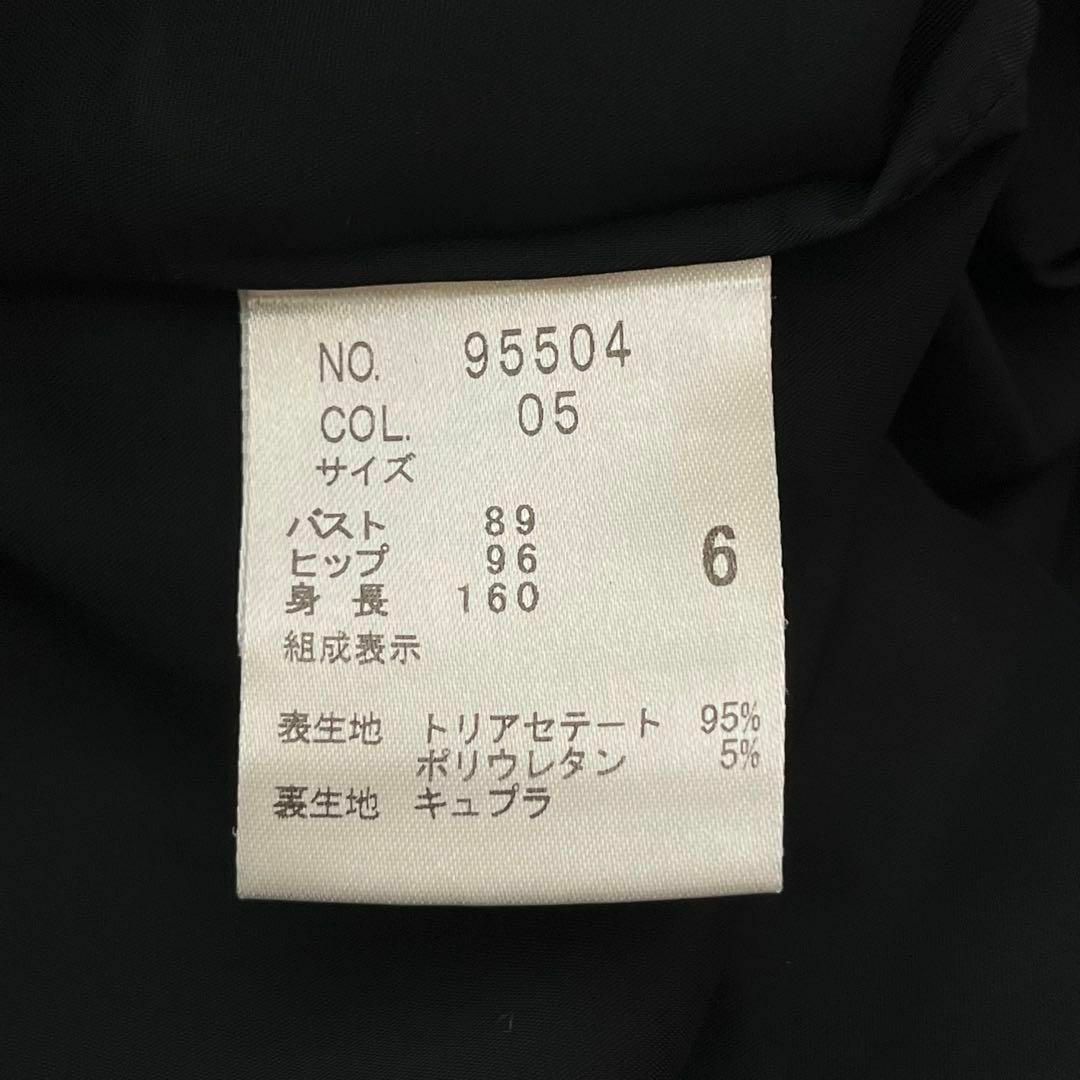 NO. 95504
COL. 05
サイズ
バスト 89
ヒップ 96 6
身長 160
組成表示
表生地 トリアセテート 95%
ポリウレタン 5%
裏生地 キュプラ